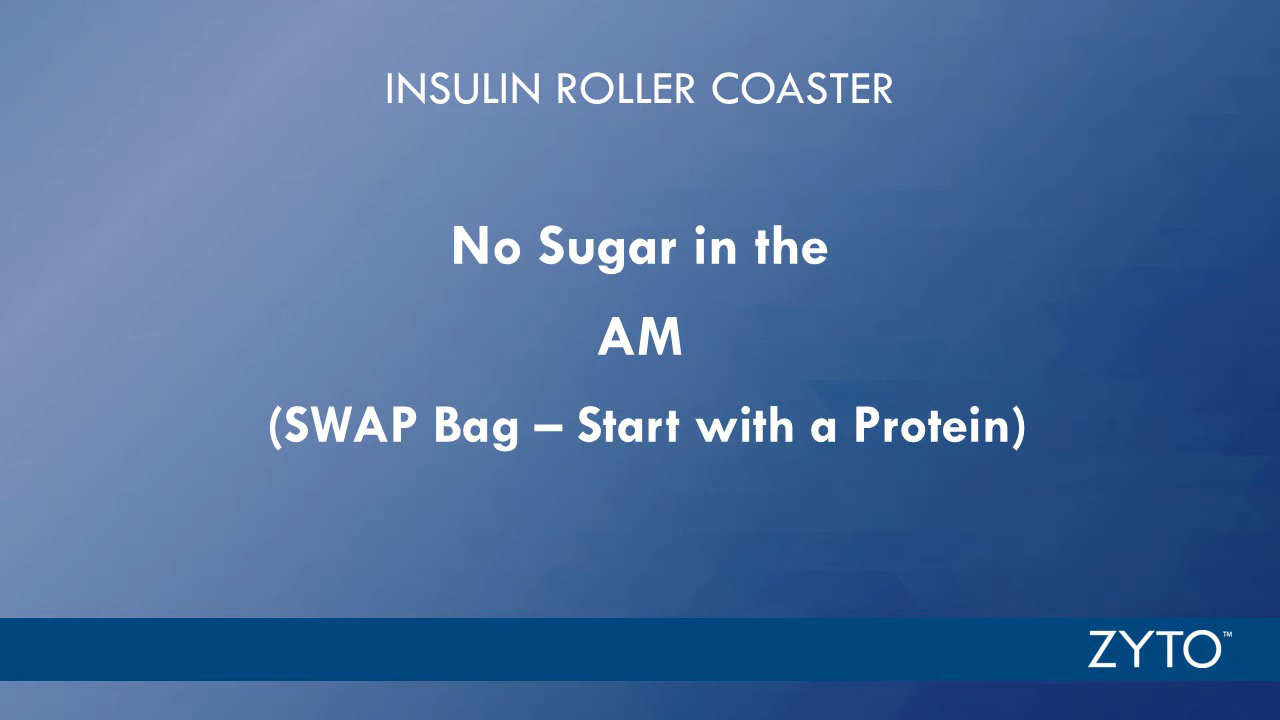 INSULIN ROLLER COASTER
No Sugar in the
AM
(SWAP Bag – Start with a Protein)
ZYTO™